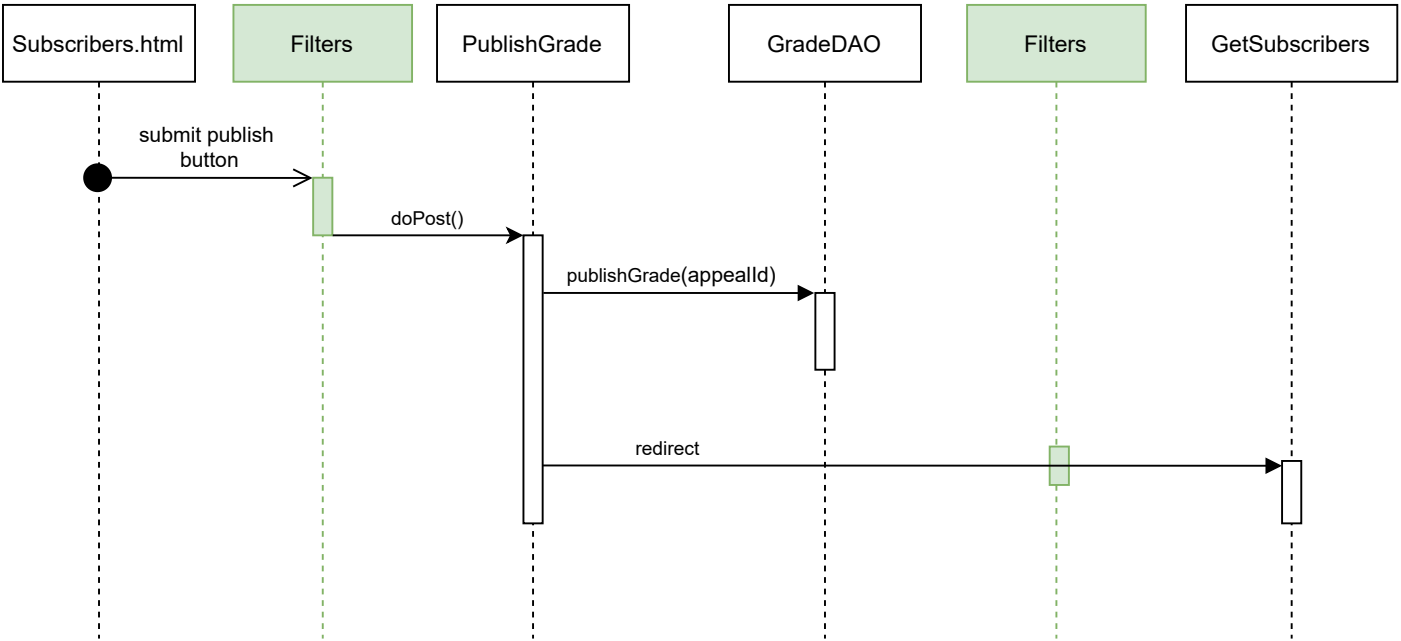 Subscribers.html
Filters
PublishGrade
GradeDAO
Filters
GetSubscribers
submit publish
button
doPost()
publishGrade(appealId)
redirect